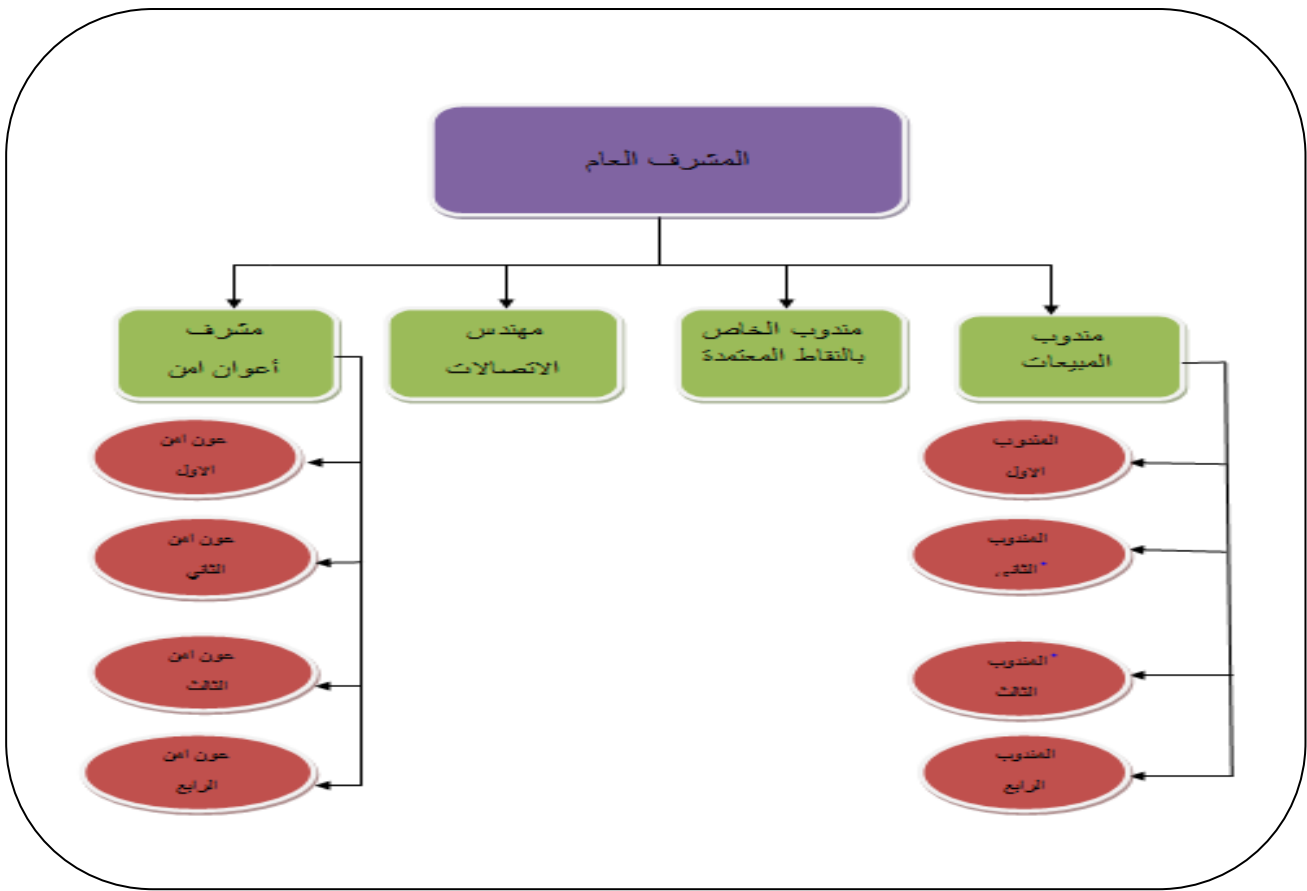 المشرف العام
مندوب
المبيعات
مندوب الخاص
بالنقاط المعتمدة
مهندس
الاتصالات
مشرف
أعوان امن
المندوب
الاول
المندوب
الثاني*
المندوب*
الثالث
المندوب
الرابع
عون امن
الاول
عون امن
الثاني
عون امن
الثالث
عون امن
الرابع